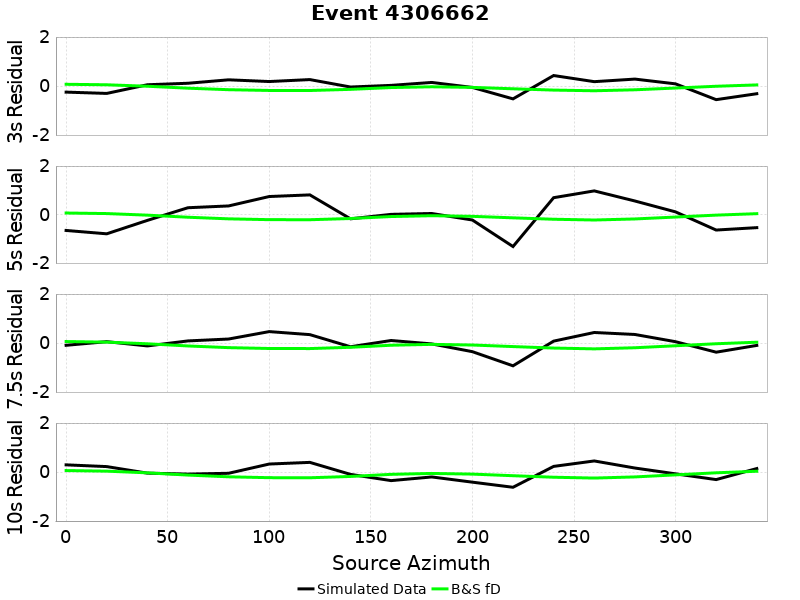 Event 4306662
3s Residual
2
0
-2
5s Residual
2
0
-2
7.5s Residual
2
0
-2
10s Residual
2
0
-2
0 50 100 150 200 250 300
Source Azimuth
Simulated Data B&S fD